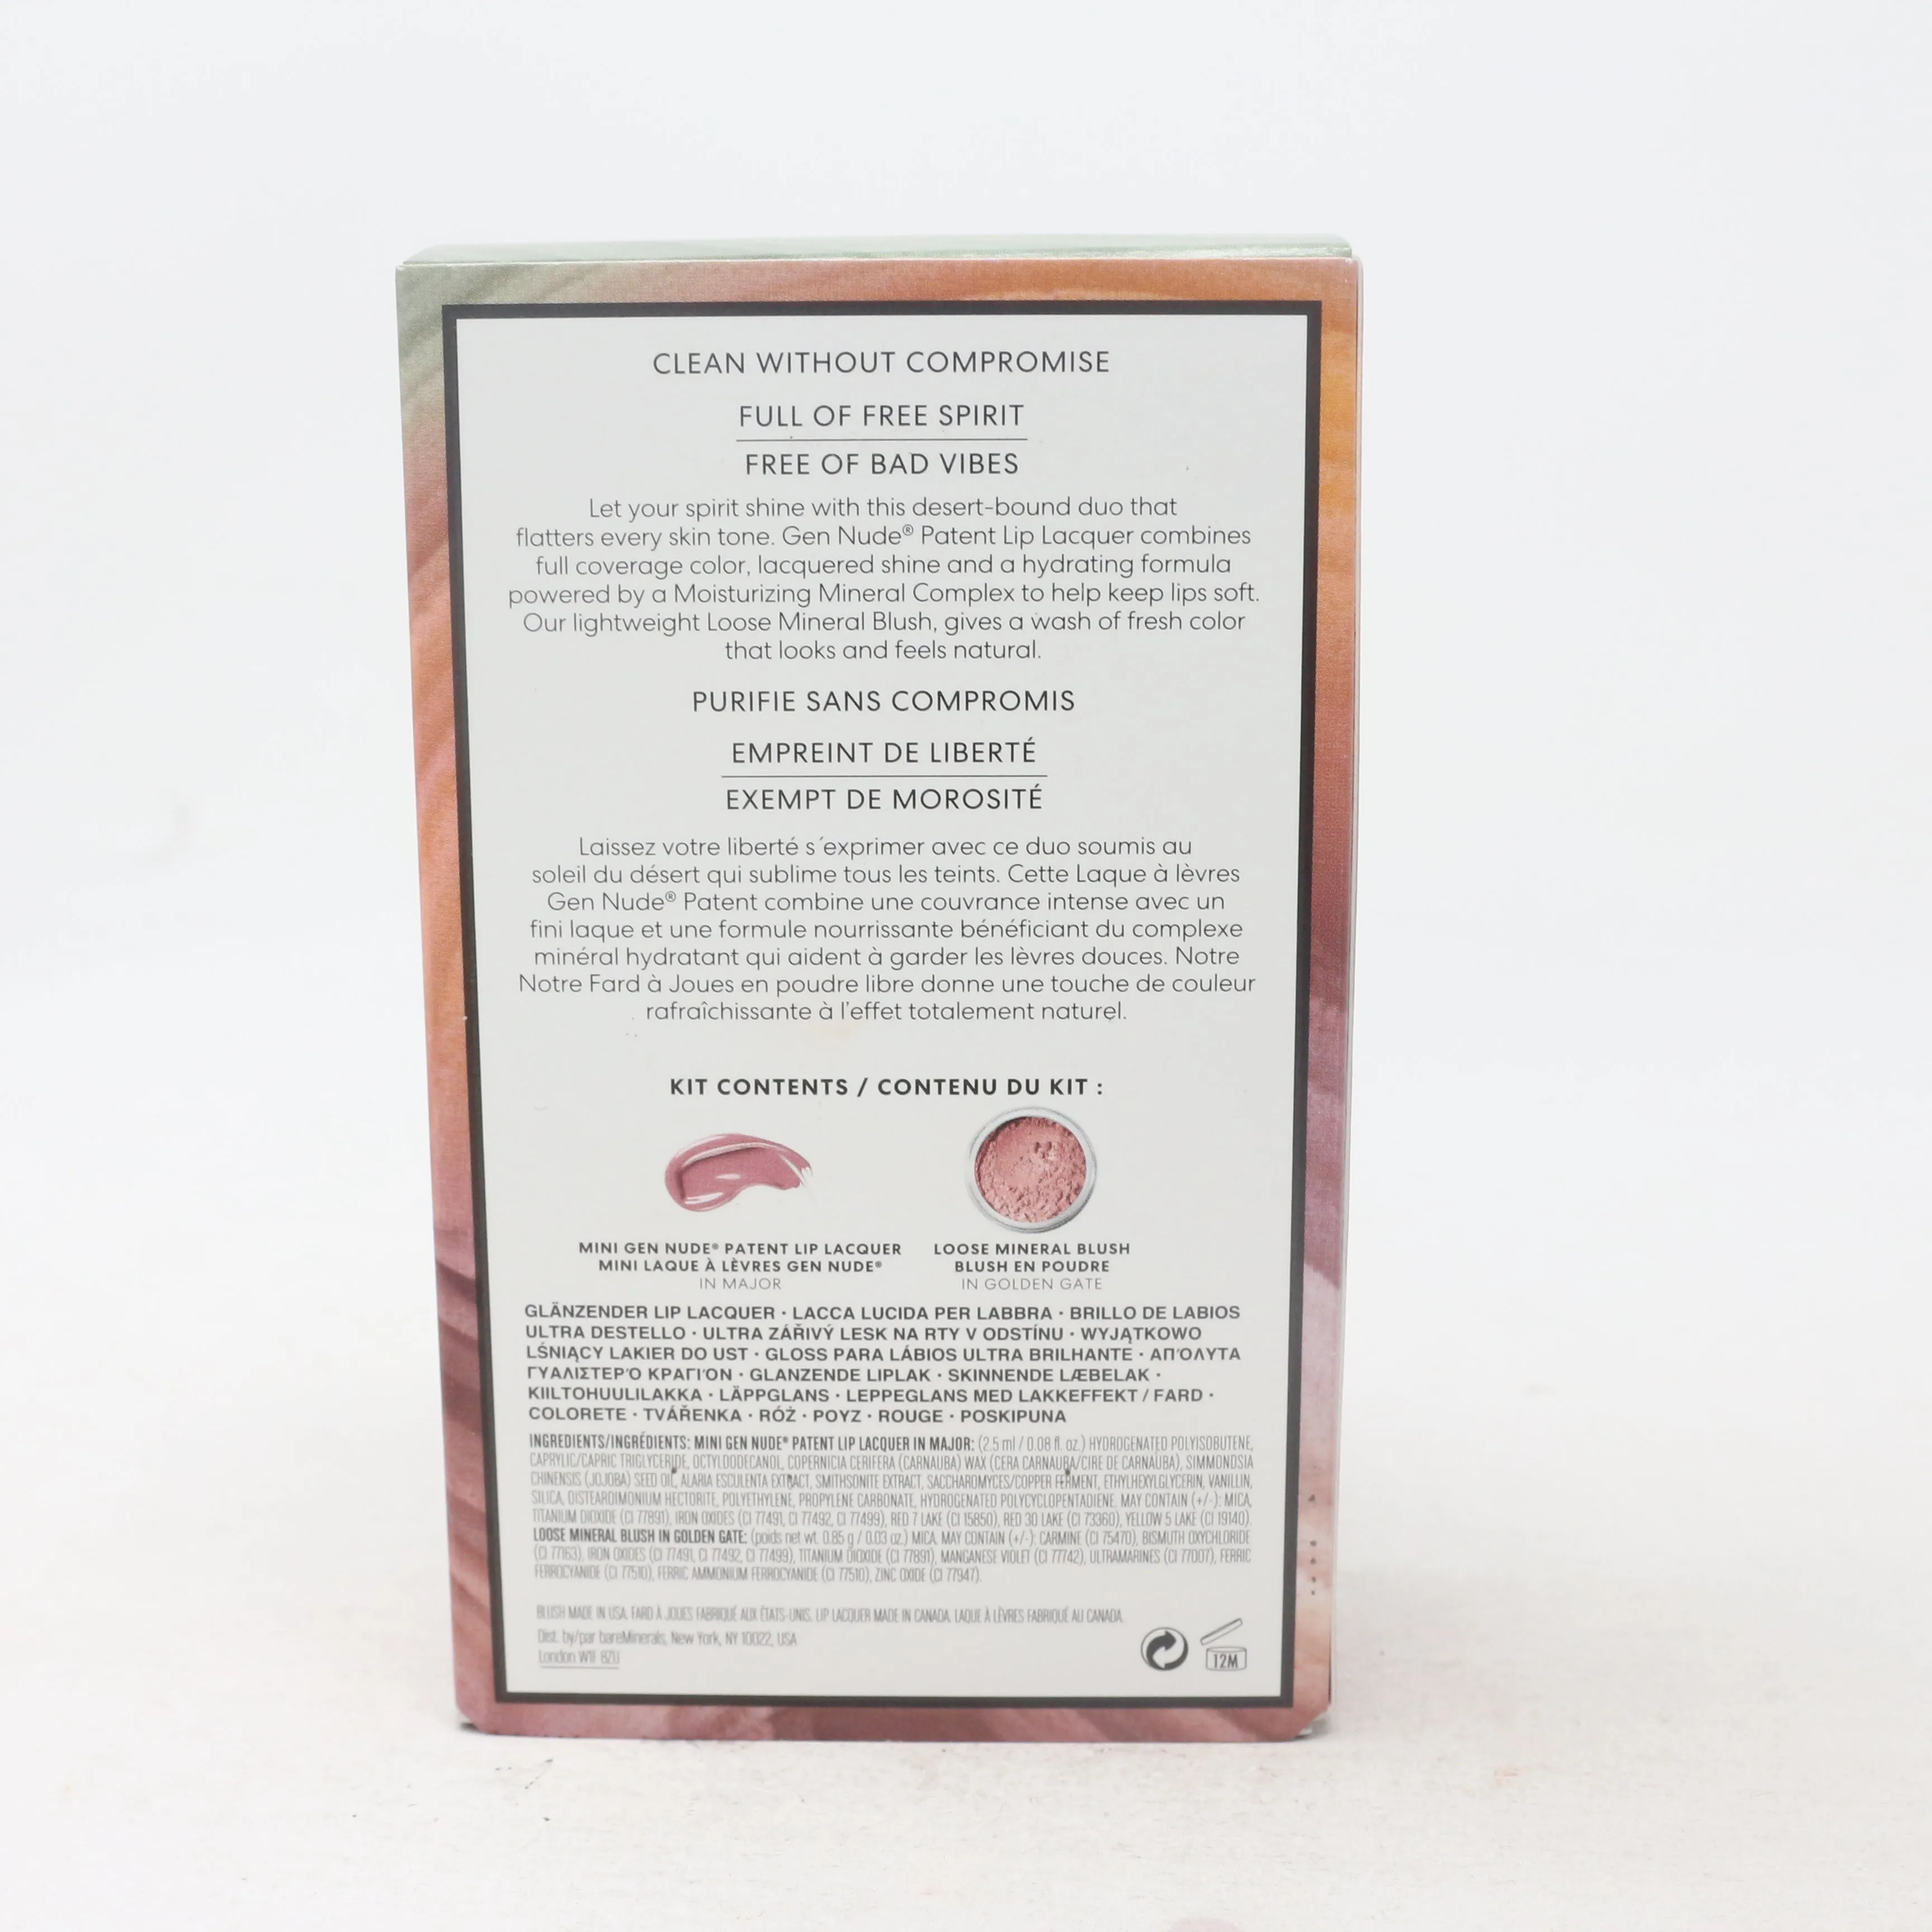 CLEAN WITHOUT COMPROMISE
FULL OF FREE SPIRIT
FREE OF BAD VIBES
Let your spirit shine with this desert-bound duo that
flatters every skin tone. Gen Nude® Patent Lip Lacquer combines
full coverage color, lacquered shine and a hydrating formula
powered by a Moisturizing Mineral Complex to help keep lips soft.
Our lightweight Loose Mineral Blush, gives a wash of fresh color
that looks and feels natural.
PURIFIE SANS COMPROMIS
EMPREINT DE LIBERTÉ
EXEMPT DE MOROSITÉ
Laissez votre liberté s´exprimer avec ce duo soumis au
soleil du désert qui sublime tous les teints. Cette Laque à lèvres
Gen Nude® Patent combine une couvrance intense avec un
fini laque et une formule nourrissante bénéficiant du complexe
minéral hydratant qui aident à garder les lèvres douces. Notre
Notre Fard à Joues en poudre libre donne une touche de couleur
rafraîchissante à l'effet totalement naturel.
KIT CONTENTS / CONTENU DU KIT :
MINI GEN NUDE® PATENT LIP LACQUER
MINI LAQUE À LÈVRES GEN NUDE®
IN MAJOR
LOOSE MINERAL BLUSH
BLUSH EN POUDRE
IN GOLDEN GATE
GLÄNZENDER LIP LACQUER • LACCA LUCIDA PER LABBRA • BRILLO DE LABIOS
ULTRA DESTELLO • ULTRA ZÁŘIVÝ LESK NA RTY V ODSTÍNU • WYJĄTKOWO
LŚNIĄCY LAKIER DO UST • GLOSS PARA LÁBIOS ULTRA BRILHANTE • ΑΠΌΛΥΤΑ
ΓΥΑΛΙΣΤΕΡΌ ΚΡΑΓΙΌΝ • GLANZENDE LIPLAK • SKINNENDE LÆBELAK •
KIILTOHUULILAKKA • LÄPPGLANS • LEPPEGLANS MED LAKKEFFEKT / FARD •
COLORETE • TVÁŘENKA • RÓŻ • ΡΟΥΖ • ROUGE • POSKIPUNA
INGREDIENTS/INGRÉDIENTS: MINI GEN NUDE® PATENT LIP LACQUER IN MAJOR: (2.5 ml / 0.08 fl. oz.) HYDROGENATED POLYISOBUTENE,
CAPRYLIC/CAPRIC TRIGLYCERIDE, OCTYLDODECANOL, COPERNICIA CERIFERA (CARNAUBA) WAX (CERA CARNAUBA/CIRE DE CARNAUBA), SIMMONDSIA
CHINENSIS (JOJOBA) SEED OIL, ALARIA ESCULENTA EXTRACT, SMITHSONITE EXTRACT, SACCHAROMYCES/COPPER FERMENT, ETHYLHEXYLGLYCERIN, VANILLIN,
SILICA, DISTEARDIMONIUM HECTORITE, POLYETHYLENE, PROPYLENE CARBONATE, HYDROGENATED POLYCYCLOPENTADIENE. MAY CONTAIN (+/-): MICA,
TITANIUM DIOXIDE (CI 77891), IRON OXIDES (CI 77491, CI 77492, CI 77499), RED 7 LAKE (CI 15850), RED 30 LAKE (CI 73360), YELLOW 5 LAKE (CI 19140).
LOOSE MINERAL BLUSH IN GOLDEN GATE: (poids net wt. 0.85 g / 0.03 oz.) MICA. MAY CONTAIN (+/-): CARMINE (CI 75470), BISMUTH OXYCHLORIDE
(CI 77163), IRON OXIDES (CI 77491, CI 77492, CI 77499), TITANIUM DIOXIDE (CI 77891), MANGANESE VIOLET (CI 77742), ULTRAMARINES (CI 77007), FERRIC
FERROCYANIDE (CI 77510), FERRIC AMMONIUM FERROCYANIDE (CI 77510), ZINC OXIDE (CI 77947).
BLUSH MADE IN USA. FARD À JOUES FABRIQUÉ AUX ÉTATS-UNIS. LIP LACQUER MADE IN CANADA. LAQUE À LÈVRES FABRIQUÉ AU CANADA.
Dist. by/par bareMinerals, New York, NY 10022, USA
London W1F 8ZU
12M